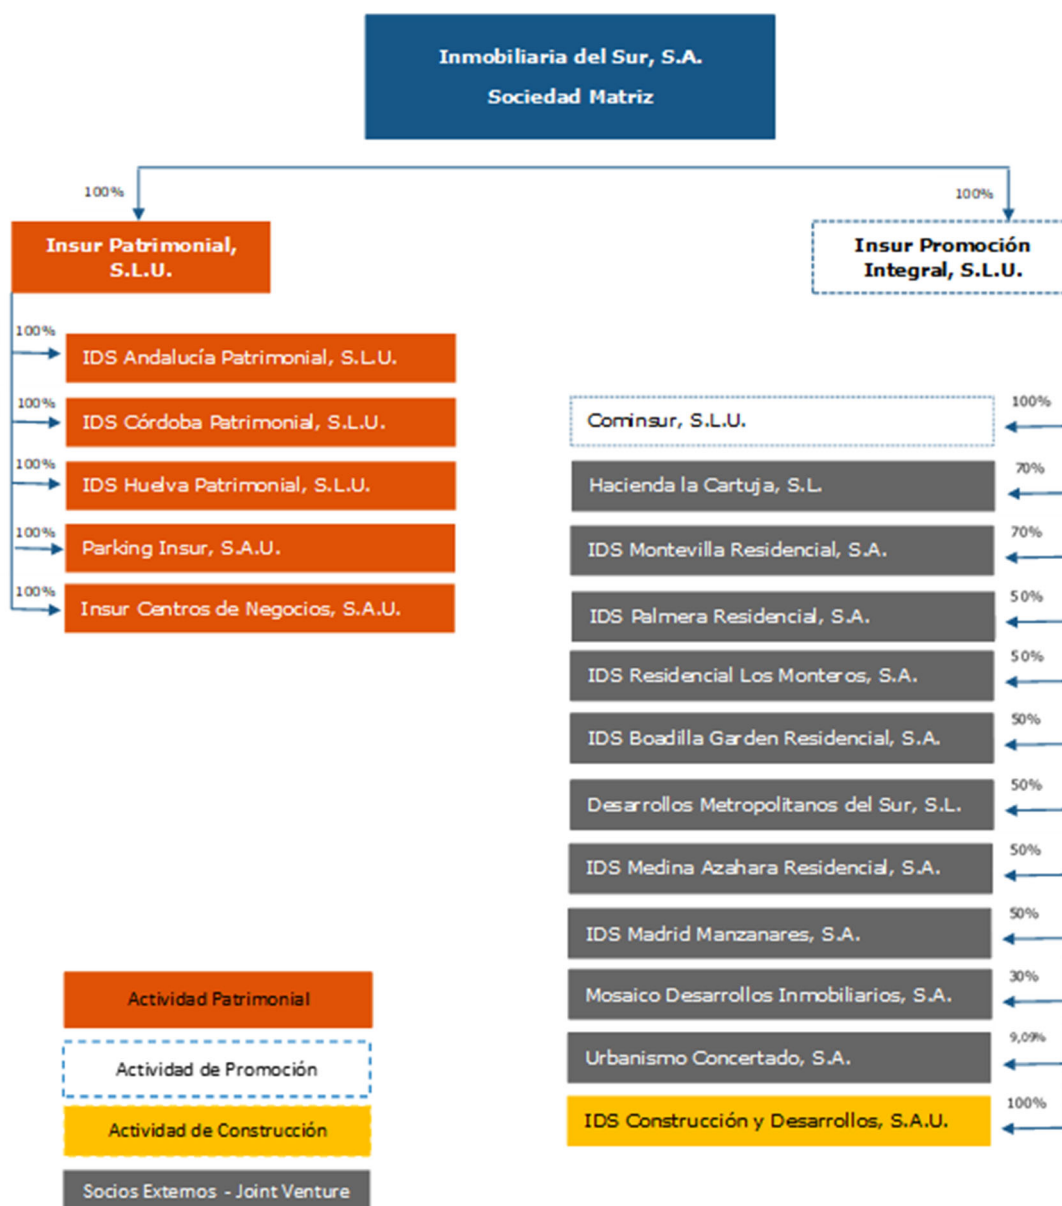 Inmobiliaria del Sur, S.A.
Sociedad Matriz
100%
100%
Insur Patrimonial,
S.L.U.
Insur Promoción
Integral, S.L.U.
100%
IDS Andalucía Patrimonial, S.L.U.
100%
IDS Córdoba Patrimonial, S.L.U.
100%
IDS Huelva Patrimonial, S.L.U.
100%
Parking Insur, S.A.U.
100%
Insur Centros de Negocios, S.A.U.
Cominsur, S.L.U.
100%
Hacienda la Cartuja, S.L.
70%
IDS Montevilla Residencial, S.A.
70%
IDS Palmera Residencial, S.A.
50%
IDS Residencial Los Monteros, S.A.
50%
IDS Boadilla Garden Residencial, S.A.
50%
Desarrollos Metropolitanos del Sur, S.L.
50%
IDS Medina Azahara Residencial, S.A.
50%
IDS Madrid Manzanares, S.A.
50%
Mosaico Desarrollos Inmobiliarios, S.A.
30%
Urbanismo Concertado, S.A.
9,09%
IDS Construcción y Desarrollos, S.A.U.
100%
Actividad Patrimonial
Actividad de Promoción
Actividad de Construcción
Socios Externos - Joint Venture